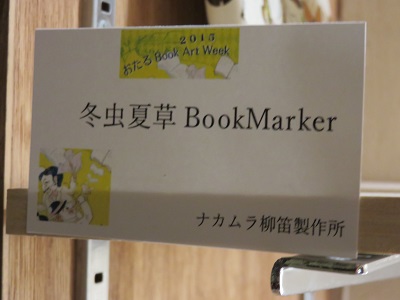 2015
おたる Book Art Week
冬虫夏草 BookMarker
ナカムラ柳笛製作所